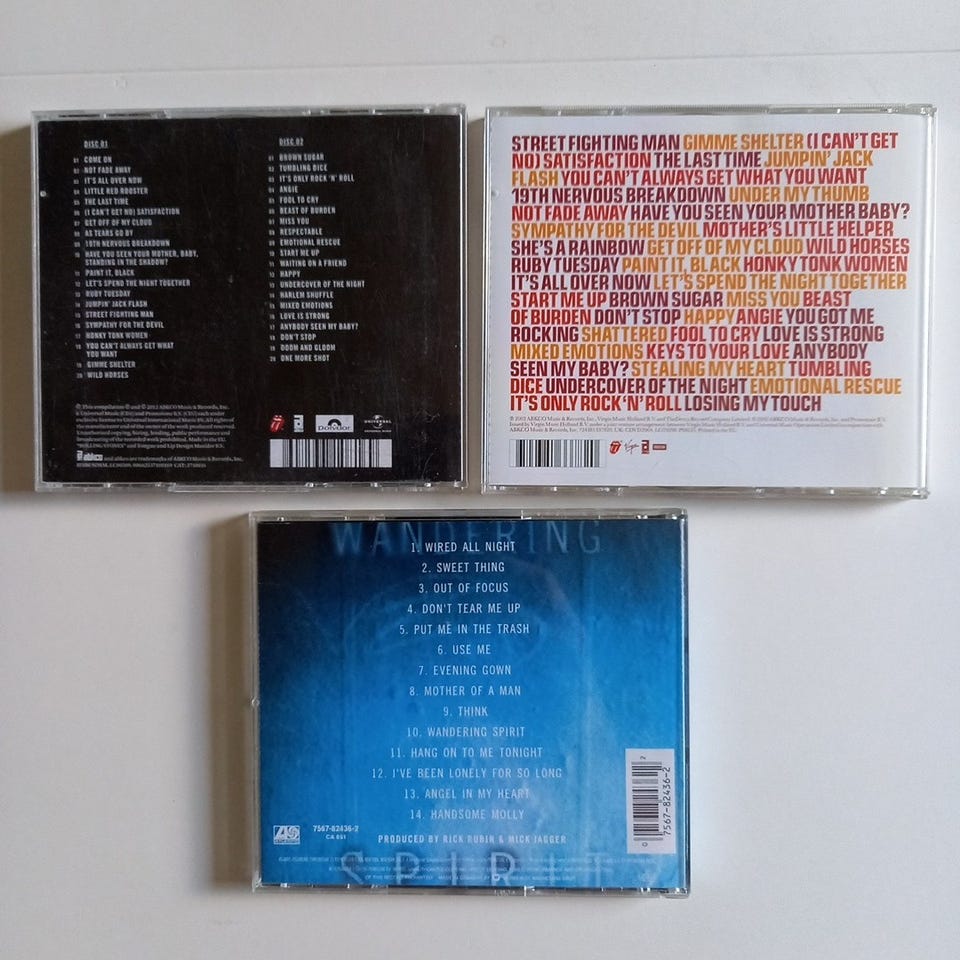 DISC 01
01 COME ON
02 NOT FADE AWAY
03 IT'S ALL OVER NOW
04 LITTLE RED ROOSTER
05 THE LAST TIME
06 (I CAN'T GET NO) SATISFACTION
07 GET OFF OF MY CLOUD
08 AS TEARS GO BY
09 19TH NERVOUS BREAKDOWN
10 HAVE YOU SEEN YOUR MOTHER, BABY,
STANDING IN THE SHADOW?
11 PAINT IT, BLACK
12 LET'S SPEND THE NIGHT TOGETHER
13 RUBY TUESDAY
14 JUMPIN' JACK FLASH
15 STREET FIGHTING MAN
16 SYMPATHY FOR THE DEVIL
17 HONKY TONK WOMEN
18 YOU CAN'T ALWAYS GET WHAT
YOU WANT
19 GIMME SHELTER
20 WILD HORSES
DISC 02
01 BROWN SUGAR
02 TUMBLING DICE
03 IT'S ONLY ROCK 'N' ROLL
04 ANGIE
05 FOOL TO CRY
06 BEAST OF BURDEN
07 MISS YOU
08 RESPECTABLE
09 EMOTIONAL RESCUE
10 START ME UP
11 WAITING ON A FRIEND
12 HAPPY
13 UNDERCOVER OF THE NIGHT
14 HARLEM SHUFFLE
15 MIXED EMOTIONS
16 LOVE IS STRONG
17 ANYBODY SEEN MY BABY?
18 DON'T STOP
19 DOOM AND GLOOM
20 ONE MORE SHOT
abkco
Polydor
UNIVERSAL
STREET FIGHTING MAN GIMME SHELTER (I CAN'T GET
NO) SATISFACTION THE LAST TIME JUMPIN' JACK
FLASH YOU CAN'T ALWAYS GET WHAT YOU WANT
19TH NERVOUS BREAKDOWN UNDER MY THUMB
NOT FADE AWAY HAVE YOU SEEN YOUR MOTHER BABY?
SYMPATHY FOR THE DEVIL MOTHER'S LITTLE HELPER
SHE'S A RAINBOW GET OFF OF MY CLOUD WILD HORSES
RUBY TUESDAY PAINT IT, BLACK HONKY TONK WOMEN
IT'S ALL OVER NOW LET'S SPEND THE NIGHT TOGETHER
START ME UP BROWN SUGAR MISS YOU BEAST
OF BURDEN DON'T STOP HAPPY ANGIE YOU GOT ME
ROCKING SHATTERED FOOL TO CRY LOVE IS STRONG
MIXED EMOTIONS KEYS TO YOUR LOVE ANYBODY
SEEN MY BABY? STEALING MY HEART TUMBLING
DICE UNDERCOVER OF THE NIGHT EMOTIONAL RESCUE
IT'S ONLY ROCK 'N' ROLL LOSING MY TOUCH
Virgin
WANDERING
1. WIRED ALL NIGHT
2. SWEET THING
3. OUT OF FOCUS
4. DON'T TEAR ME UP
5. PUT ME IN THE TRASH
6. USE ME
7. EVENING GOWN
8. MOTHER OF A MAN
9. THINK
10. WANDERING SPIRIT
11. HANG ON TO ME TONIGHT
12. I'VE BEEN LONELY FOR SO LONG
13. ANGEL IN MY HEART
14. HANDSOME MOLLY
7567-82436-2
CA 851
PRODUCED BY RICK RUBIN & MICK JAGGER
SPIRIT
0 7567-82436-2 2